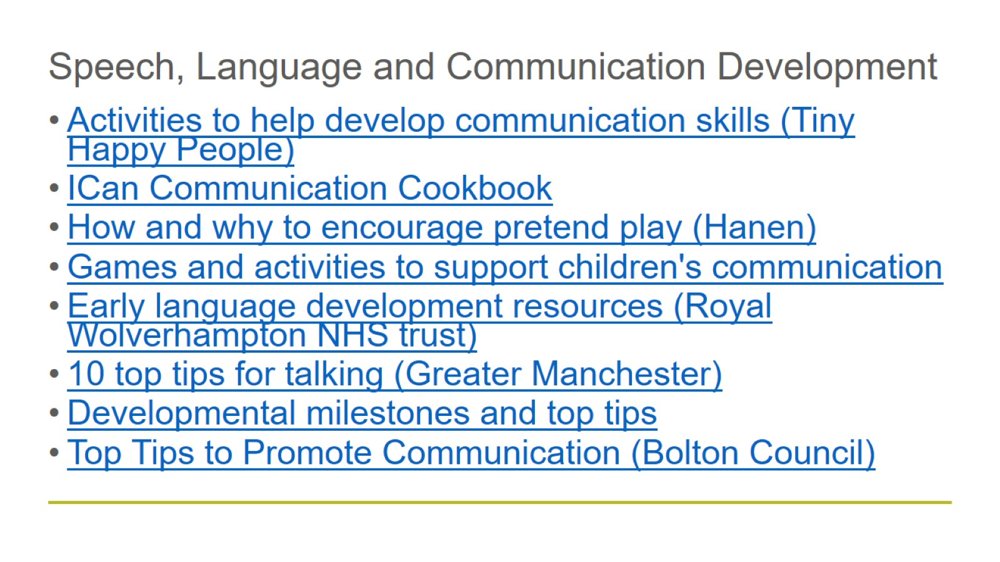 Speech, Language and Communication Development
• Activities to help develop communication skills (Tiny
Happy People)
• ICan Communication Cookbook
• How and why to encourage pretend play (Hanen)
• Games and activities to support children's communication
• Early language development resources (Royal
Wolverhampton NHS trust)
• 10 top tips for talking (Greater Manchester)
• Developmental milestones and top tips
• Top Tips to Promote Communication (Bolton Council)